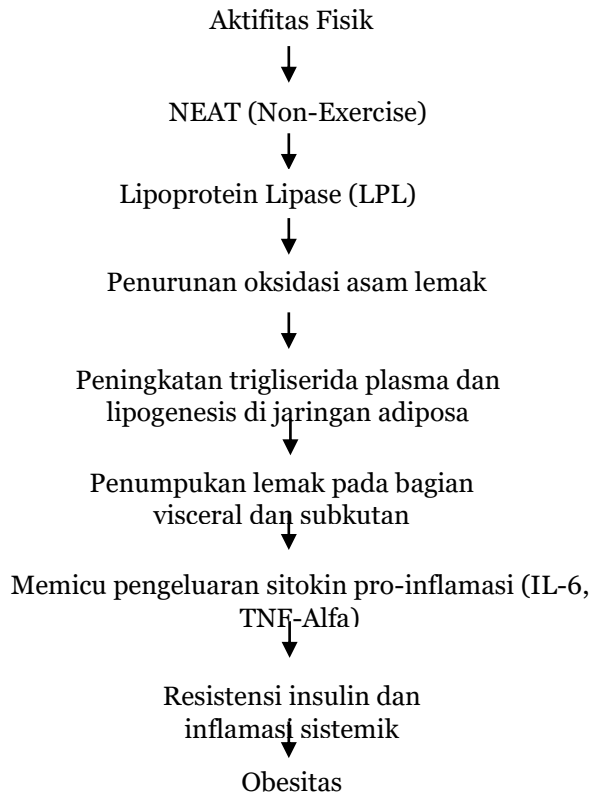 Aktifitas Fisik
NEAT (Non-Exercise)
Lipoprotein Lipase (LPL)
Penurunan oksidasi asam lemak
Peningkatan trigliserida plasma dan
lipogenesis di jaringan adiposa
Penumpukan lemak pada bagian
visceral dan subkutan
Memicu pengeluaran sitokin pro-inflamasi (IL-6,
TNF-Alfa)
Resistensi insulin dan
inflamasi sistemik
Obesitas